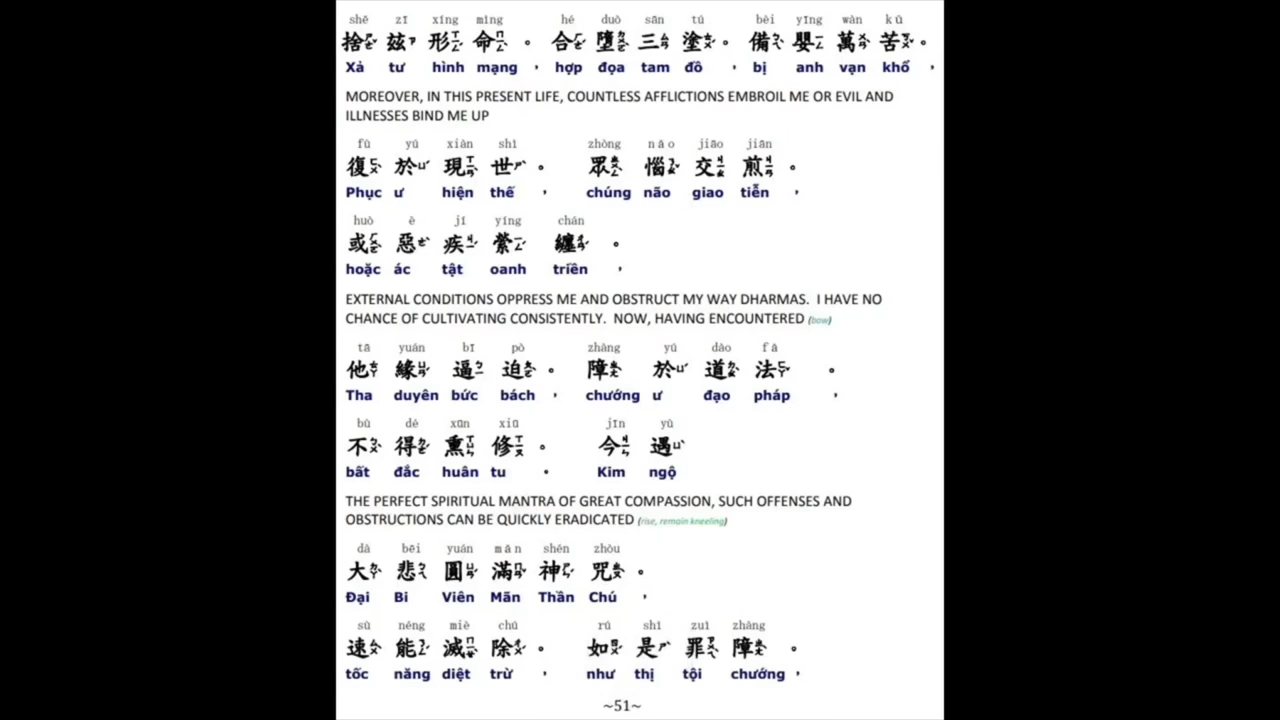 shě zī xíng mìng hé duò sān tú bèi yīng wàn kǔ
捨茲形命。合墮三塗。備嬰萬苦。
Xả tư hình mạng , hợp đọa tam đồ , bị anh vạn khổ ,
MOREOVER, IN THIS PRESENT LIFE, COUNTLESS AFFLICTIONS EMBROIL ME OR EVIL AND
ILLNESSES BIND ME UP
fù yú xiàn shì zhòng nǎo jiāo jiān
復於現世。眾惱交煎。
Phục ư hiện thế , chúng não giao tiễn ,
huò è jí yíng chán
或惡疾縈纏。
hoặc ác tật oanh triền ,
EXTERNAL CONDITIONS OPPRESS ME AND OBSTRUCT MY WAY DHARMAS. I HAVE NO
CHANCE OF CULTIVATING CONSISTENTLY. NOW, HAVING ENCOUNTERED (bow)
tā yuán bī pò zhàng yú dào fǎ
他緣逼迫。障於道法。
Tha duyên bức bách , chướng ư đạo pháp ,
bù dé xūn xiū jīn yù
不得熏修。今遇
bất đắc huân tu . Kim ngộ
THE PERFECT SPIRITUAL MANTRA OF GREAT COMPASSION, SUCH OFFENSES AND
OBSTRUCTIONS CAN BE QUICKLY ERADICATED (rise, remain kneeling)
dà bēi yuán mǎn shén zhòu
大悲圓滿神咒。
Đại Bi Viên Mãn Thần Chú ,
sù néng miè chú rú shì zuì zhàng
速能滅除。如是罪障。
tốc năng diệt trừ , như thị tội chướng ,
~51~